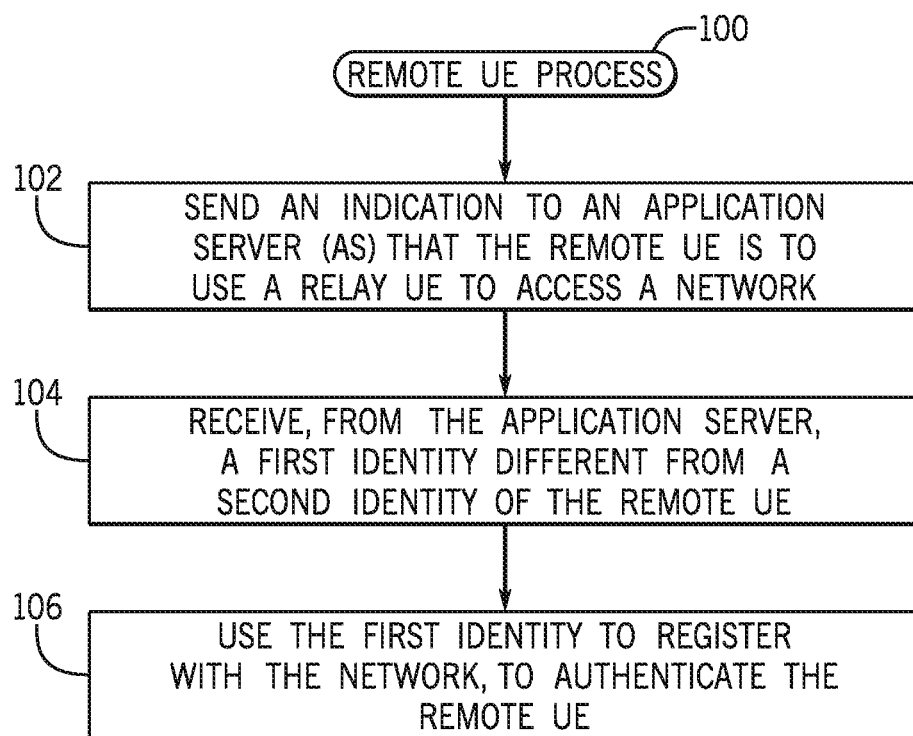 100
REMOTE UE PROCESS
102
SEND AN INDICATION TO AN APPLICATION
SERVER (AS) THAT THE REMOTE UE IS TO
USE A RELAY UE TO ACCESS A NETWORK
104
RECEIVE, FROM THE APPLICATION SERVER,
A FIRST IDENTITY DIFFERENT FROM A
SECOND IDENTITY OF THE REMOTE UE
106
USE THE FIRST IDENTITY TO REGISTER
WITH THE NETWORK, TO AUTHENTICATE THE
REMOTE UE